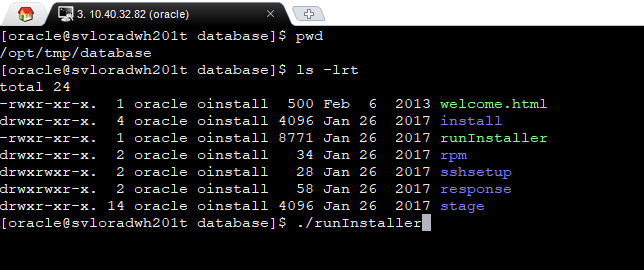 3. 10.40.32.82 (oracle)
[oracle@svloradwh201t database]$ pwd
/opt/tmp/database
[oracle@svloradwh201t database]$ ls -lrt
total 24
-rwxr-xr-x.  1 oracle oinstall  500 Feb  6  2013 welcome.html
drwxr-xr-x.  4 oracle oinstall 4096 Jan 26  2017 install
-rwxr-xr-x.  1 oracle oinstall 8771 Jan 26  2017 runInstaller
drwxr-xr-x.  2 oracle oinstall   34 Jan 26  2017 rpm
drwxrwxr-x.  2 oracle oinstall   28 Jan 26  2017 sshsetup
drwxrwxr-x.  2 oracle oinstall   58 Jan 26  2017 response
drwxr-xr-x. 14 oracle oinstall 4096 Jan 26  2017 stage
[oracle@svloradwh201t database]$ ./runInstaller